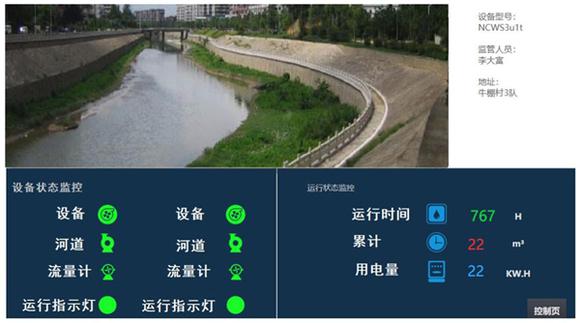 设备型号：
NCWS3u1t
监管人员：
李大富
地址：
牛棚村3队
设备状态监控
设备 设备
河道 河道
流量计 流量计
运行指示灯 运行指示灯
运行状态监控
运行时间 767 H
累计 22 m³
用电量 22 KW.H
控制页